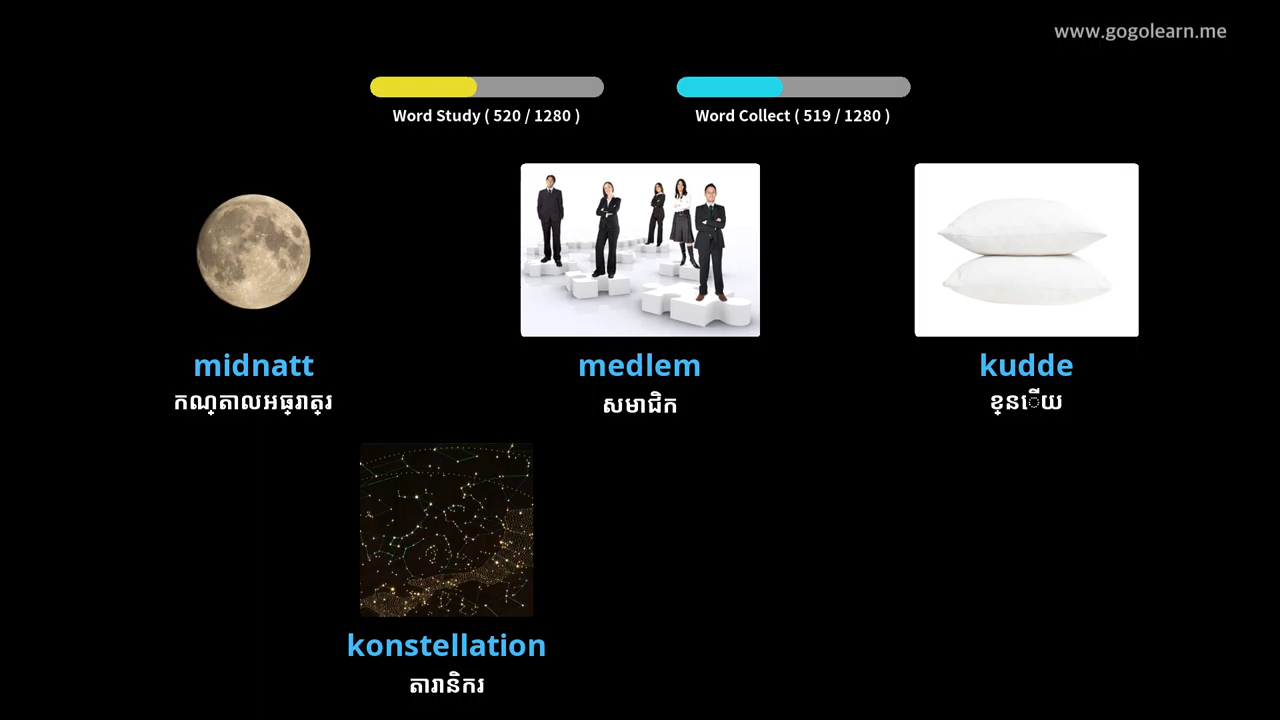 www.gogolearn.me
Word Study ( 520 / 1280 )
Word Collect ( 519 / 1280 )
midnatt
កណ្តាលអធ្រាត្រ
medlem
សមាជិក
kudde
ខ្នើយ
konstellation
តារានិករ